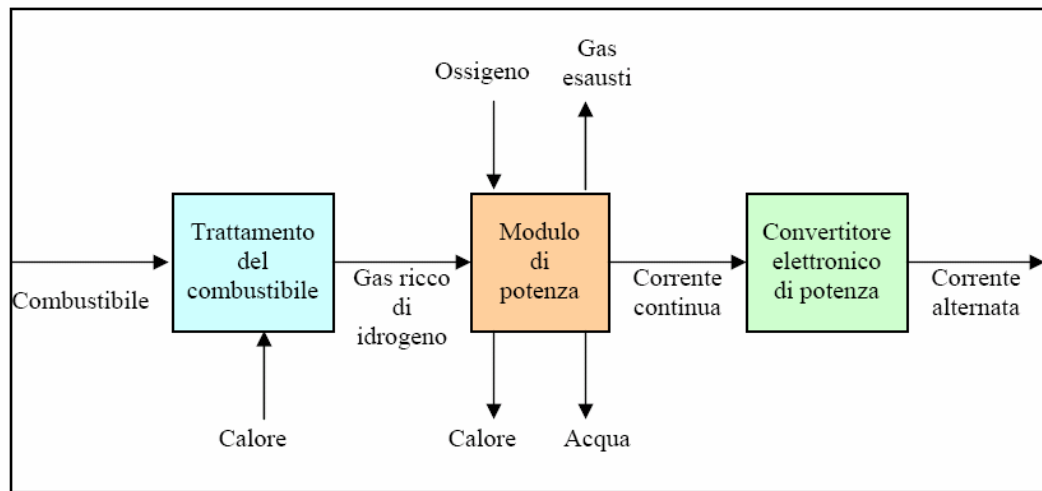 Ossigeno
Gas
esausti
Trattamento
del
combustibile
Modulo
di
potenza
Convertitore
elettronico
di potenza
Combustibile
Gas ricco
di
idrogeno
Corrente
continua
Corrente
alternata
Calore
Calore
Acqua